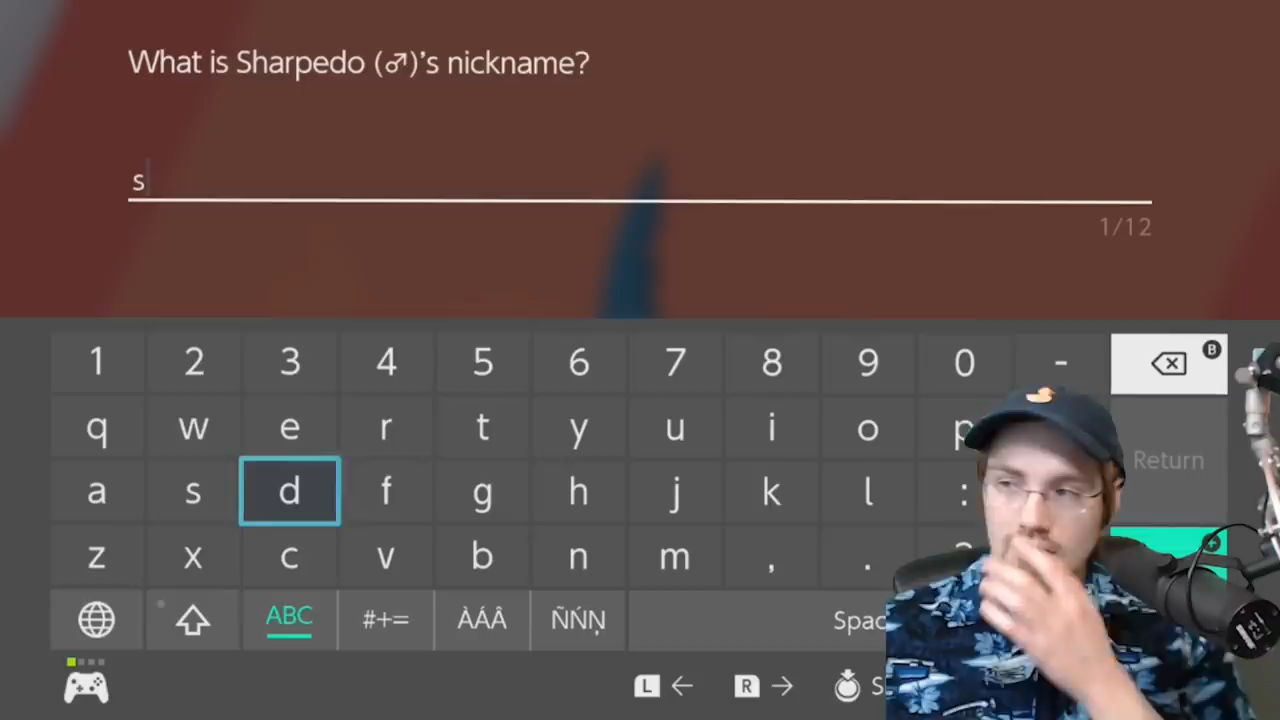 What is Sharpedo (♂)'s nickname?
s
1/12
1 2 3 4 5 6 7 8 9 0 -
B
q w e r t y u i o p
Return
a s d f g h j k l :
z x c v b n m , .
ABC #+= ÀÁÂ ÑŃŅ
L ← R →